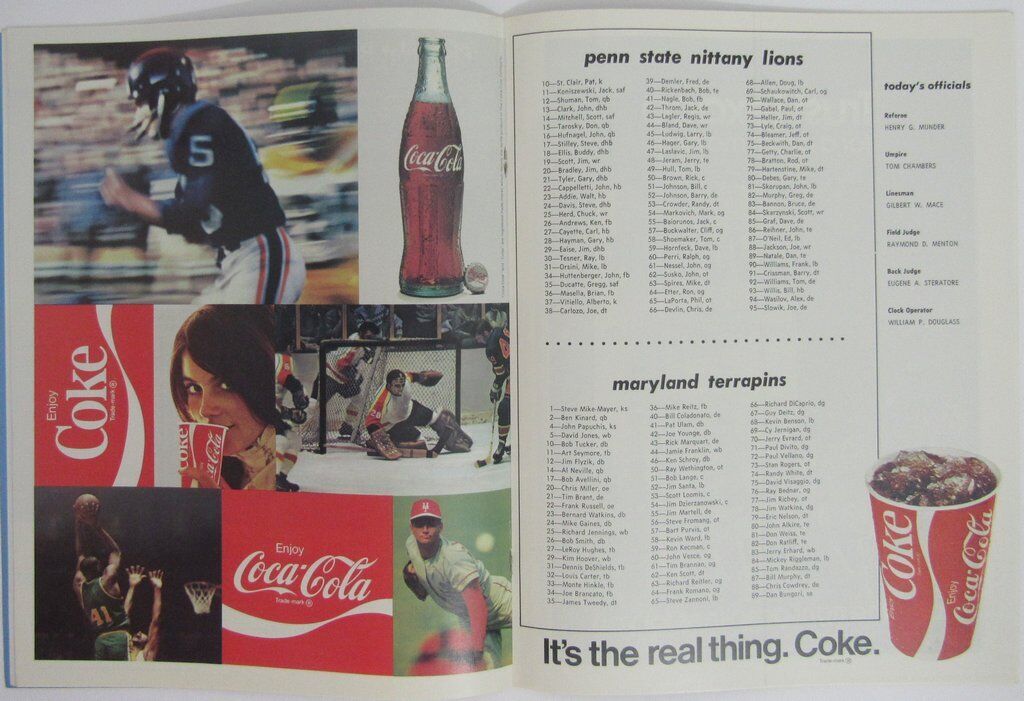 5
Coca-Cola
Enjoy
Coke
Trade-mark®
Coke
Coca-Cola
20
41
Enjoy
Coca-Cola
Trade-mark®
penn state nittany lions
10—St. Clair, Pat, k
11—Koniszewski, Jack, saf
12—Shuman, Tom, qb
13—Clark, John, dhb
14—Mitchell, Scott, saf
15—Tarosky, Don, qb
16—Hufnagel, John, qb
17—Stilley, Steve, dhb
18—Ellis, Buddy, dhb
19—Scott, Jim, wr
20—Bradley, Jim, dhb
21—Tyler, Gary, dhb
22—Cappelletti, John, hb
23—Addie, Walt, hb
24—Davis, Steve, dhb
25—Herd, Chuck, wr
26—Andrews, Ken, fb
27—Cayette, Carl, hb
28—Hayman, Gary, hb
29—Eaise, Jim, dhb
30—Tesner, Ray, lb
31—Orsini, Mike, lb
34—Huttenberger, John, fb
35—Ducatte, Gregg, saf
36—Masella, Brian, fb
37—Vitiello, Alberto, k
38—Carlozo, Joe, dt
39—Demler, Fred, de
40—Rickenbach, Bob, te
41—Nagle, Bob, fb
42—Thorm, Jack, de
43—Lagler, Regis, wr
44—Bland, Dave, wr
45—Ludwig, Larry, lb
46—Hager, Gary, lb
47—Laslavic, Jim, lb
48—Jeram, Jerry, te
49—Hull, Tom, lb
50—Brown, Rick, c
51—Johnson, Bill, c
52—Johnson, Barry, de
53—Crowder, Randy, dt
54—Markovich, Mark, og
55—Baiorunos, Jack, c
57—Buckwalter, Cliff, og
58—Shoemaker, Tom, c
59—Hornfeck, Dave, lb
60—Perri, Ralph, og
61—Nessel, John, og
62—Susko, John, ot
63—Spires, Mike, dt
64—Etter, Ron, og
65—LaPorta, Phil, ot
66—Devlin, Chris, de
68—Allen, Doug, lb
69—Schaukowitch, Carl, og
70—Wallace, Dan, ot
71—Gabel, Paul, ot
72—Heller, Jim, dt
73—Lyle, Craig, ot
74—Bleamer, Jeff, ot
75—Beckwith, Dan, dt
77—Getty, Charlie, ot
78—Bratton, Rod, ot
79—Hartenstine, Mike, dt
80—Debes, Gary, te
81—Skorupan, John, lb
82—Murphy, Greg, de
83—Bannon, Bruce, de
84—Skarzynski, Scott, wr
85—Graf, Dave, de
86—Reihner, John, te
87—O'Neil, Ed, lb
88—Jackson, Joe, wr
89—Natale, Dan, te
90—Williams, Frank, lb
91—Crissman, Barry, dt
92—Williams, Tom, de
93—Willis, Bill, hb
94—Wasilov, Alex, de
95—Slowik, Joe, de
maryland terrapins
1—Steve Mike-Mayer, ks
2—Ben Kinard, qb
4—John Papuchis, ks
5—David Jones, wb
10—Bob Tucker, db
11—Art Seymore, tb
12—Jim Flyzik, db
14—Al Neville, qb
17—Bob Avellini, qb
20—Chris Miller, oe
21—Tim Brant, de
22—Frank Russell, oe
23—Bernard Watkins, db
24—Mike Gaines, db
25—Richard Jennings, wb
26—Bob Smith, db
27—LeRoy Hughes, tb
29—Kim Hoover, wb
31—Dennis DeShields, tb
32—Louis Carter, tb
33—Monte Hinkle, fb
34—Joe Brancato, fb
35—James Tweedy, dt
36—Mike Reitz, fb
40—Bill Coladonato, de
41—Pat Ulam, db
42—Joe Younge, db
43—Rick Marquart, de
44—Jamie Franklin, wb
46—Ken Schroy, db
50—Ray Wethington, ot
51—Bob Lange, c
52—Jim Santa, lb
53—Scott Loomis, c
54—Jim Dzierzanowski, c
55—Jim Martell, de
56—Steve Fromang, ot
57—Bart Purvis, ot
58—Kevin Ward, lb
59—Ron Kecman, c
60—John Vesce, og
61—Tim Brannan, og
62—Ken Scott, dt
63—Richard Reitler, og
64—Frank Romano, og
65—Steve Zannoni, lb
66—Richard DiCaprio, dg
67—Guy Deitz, dg
68—Kevin Benson, lb
69—Cy Jernigan, dg
70—Jerry Evrard, ot
71—Paul Divito, dg
72—Paul Vellano, dg
73—Stan Rogers, ot
74—Randy White, dt
75—David Visaggio, dg
76—Ray Bednar, og
77—Jim Richey, ot
78—Jim Watkins, dg
79—Eric Nelson, dt
80—John Alkire, te
81—Don Weiss, te
82—Don Ratliff, te
83—Jerry Erhard, wb
84—Mickey Riggleman, lb
85—Tom Randazzo, dg
87—Bill Murphy, dt
88—Chris Cowdrey, de
89—Dan Bungori, se
today's officials
Referee
HENRY G. MUNDER
Umpire
TOM CHAMBERS
Linesman
GILBERT W. MACE
Field Judge
RAYMOND D. MENTON
Back Judge
EUGENE A. STERATORE
Clock Operator
WILLIAM P. DOUGLASS
Enjoy
Coke
Enjoy
Coca-Cola
It's the real thing. Coke.
Trade-mark®